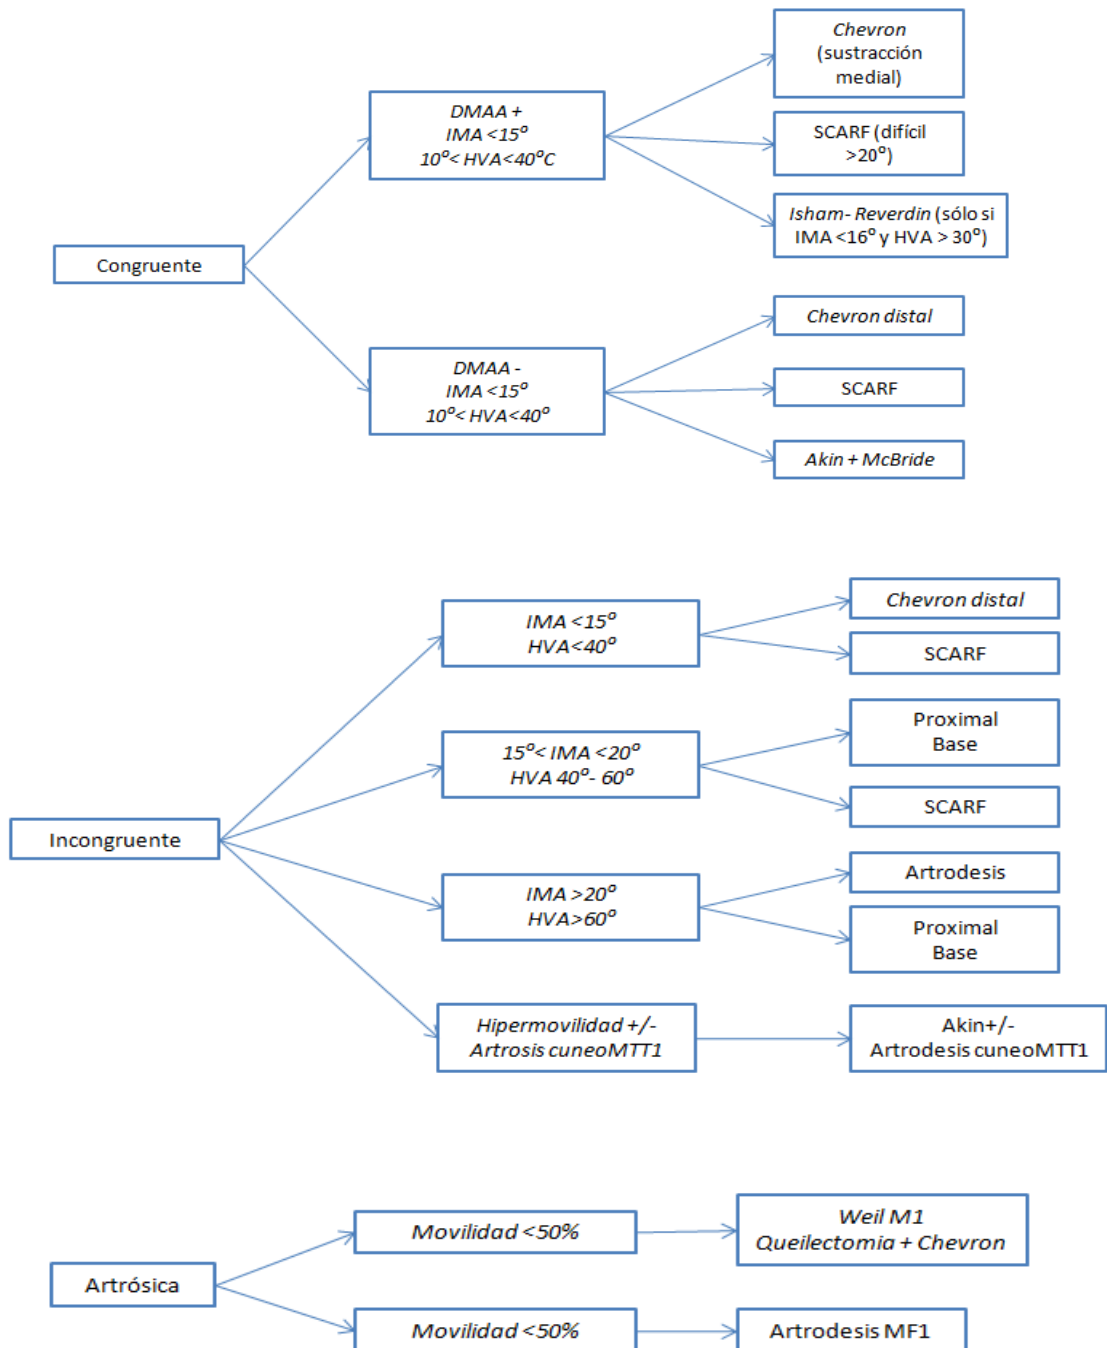 Chevron
(sustracción
medial)
DMAA +
IMA <15º
10º< HVA<40ºC
SCARF (difícil
>20º)
Isham- Reverdin (sólo si
IMA <16º y HVA > 30º)
Congruente
Chevron distal
DMAA -
IMA <15º
10º< HVA<40º
SCARF
Akin + McBride
IMA <15º
HVA<40º
Chevron distal
SCARF
15º< IMA <20º
HVA 40º- 60º
Proximal
Base
SCARF
Incongruente
IMA >20º
HVA>60º
Artrodesis
Proximal
Base
Hipermovilidad +/-
Artrosis cuneoMTT1
Akin+/-
Artrodesis cuneoMTT1
Artrósica
Movilidad <50%
Weil M1
Queilectomia + Chevron
Movilidad <50%
Artrodesis MF1